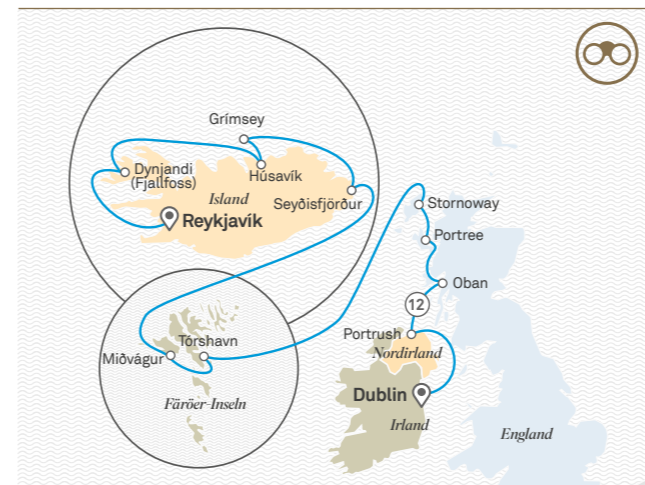 Grímsey
Dynjandi
(Fjallfoss)
Húsavík
Island
Seyðisfjörður
Reykjavík
Stornoway
Portree
Oban
12
Portrush
Tórshavn
Miðvágur
Nordirland
Dublin
Färöer-Inseln
Irland
England